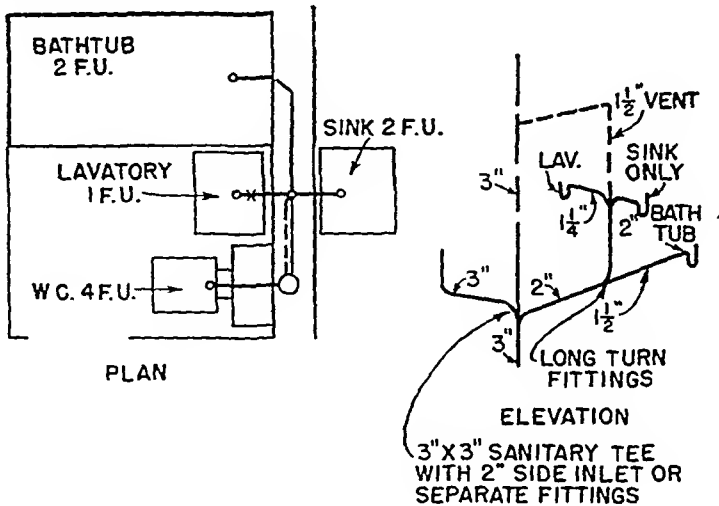 BATHTUB
2 F.U.
SINK 2 F.U.
LAVATORY
1 F.U.
W C. 4 F.U.
PLAN
1½" VENT
LAV.
SINK
ONLY
3"
1¼"
2"
BATH
TUB
3"
2"
1½"
3"
LONG TURN
FITTINGS
ELEVATION
3" X 3" SANITARY TEE
WITH 2" SIDE INLET OR
SEPARATE FITTINGS